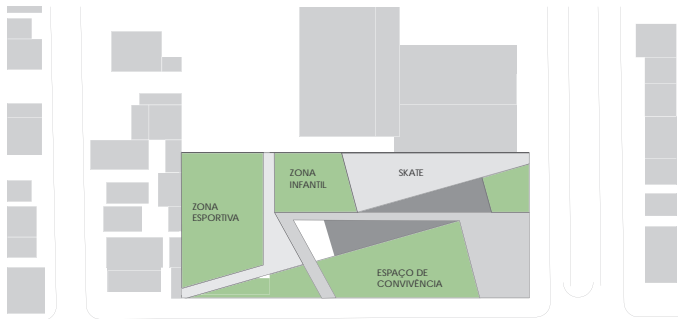 ZONA
INFANTIL
SKATE
ZONA
ESPORTIVA
ESPAÇO DE
CONVIVÊNCIA